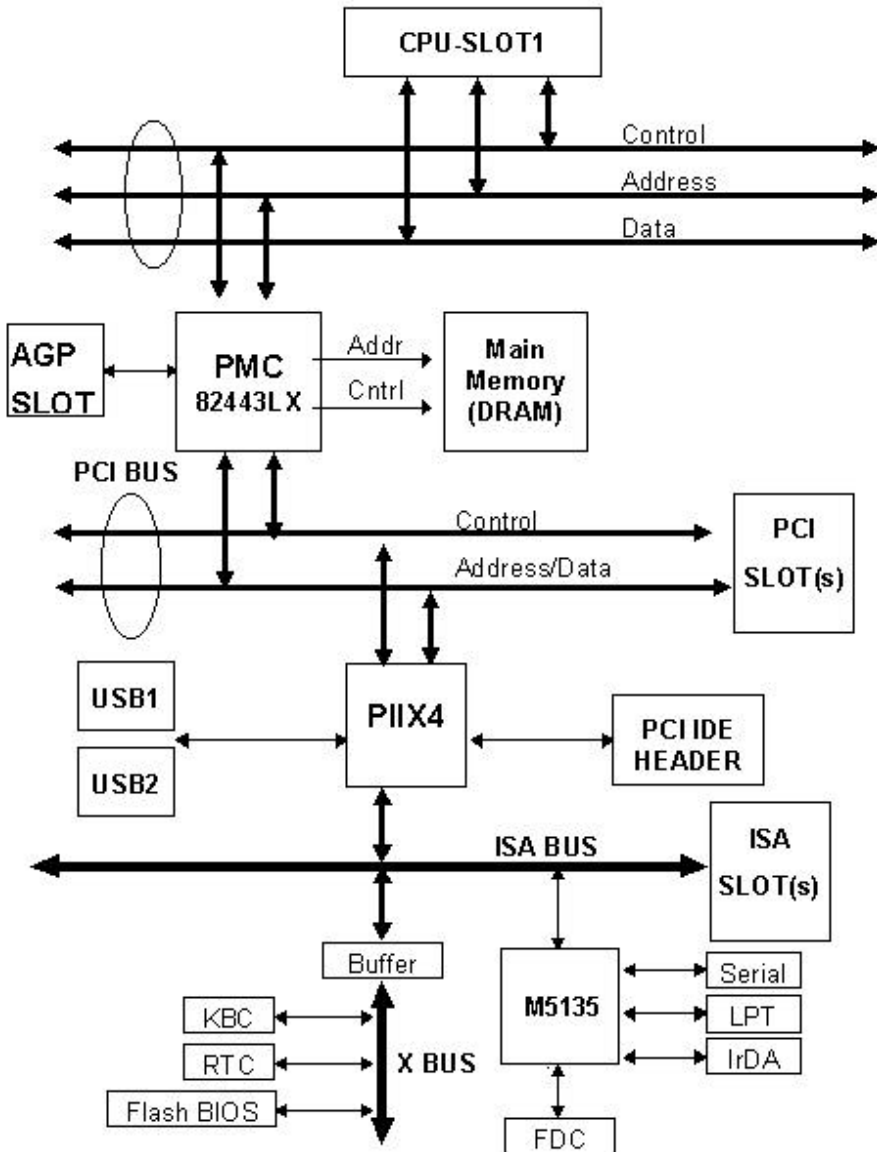 CPU-SLOT1
Control
Address
Data
AGP
SLOT
PMC
82443LX
Addr
Cntrl
Main
Memory
(DRAM)
PCI BUS
Control
Address/Data
PCI
SLOT(s)
USB1
USB2
PIIX4
PCI IDE
HEADER
ISA BUS
ISA
SLOT(s)
Buffer
KBC
RTC
Flash BIOS
X BUS
M5135
Serial
LPT
IrDA
FDC